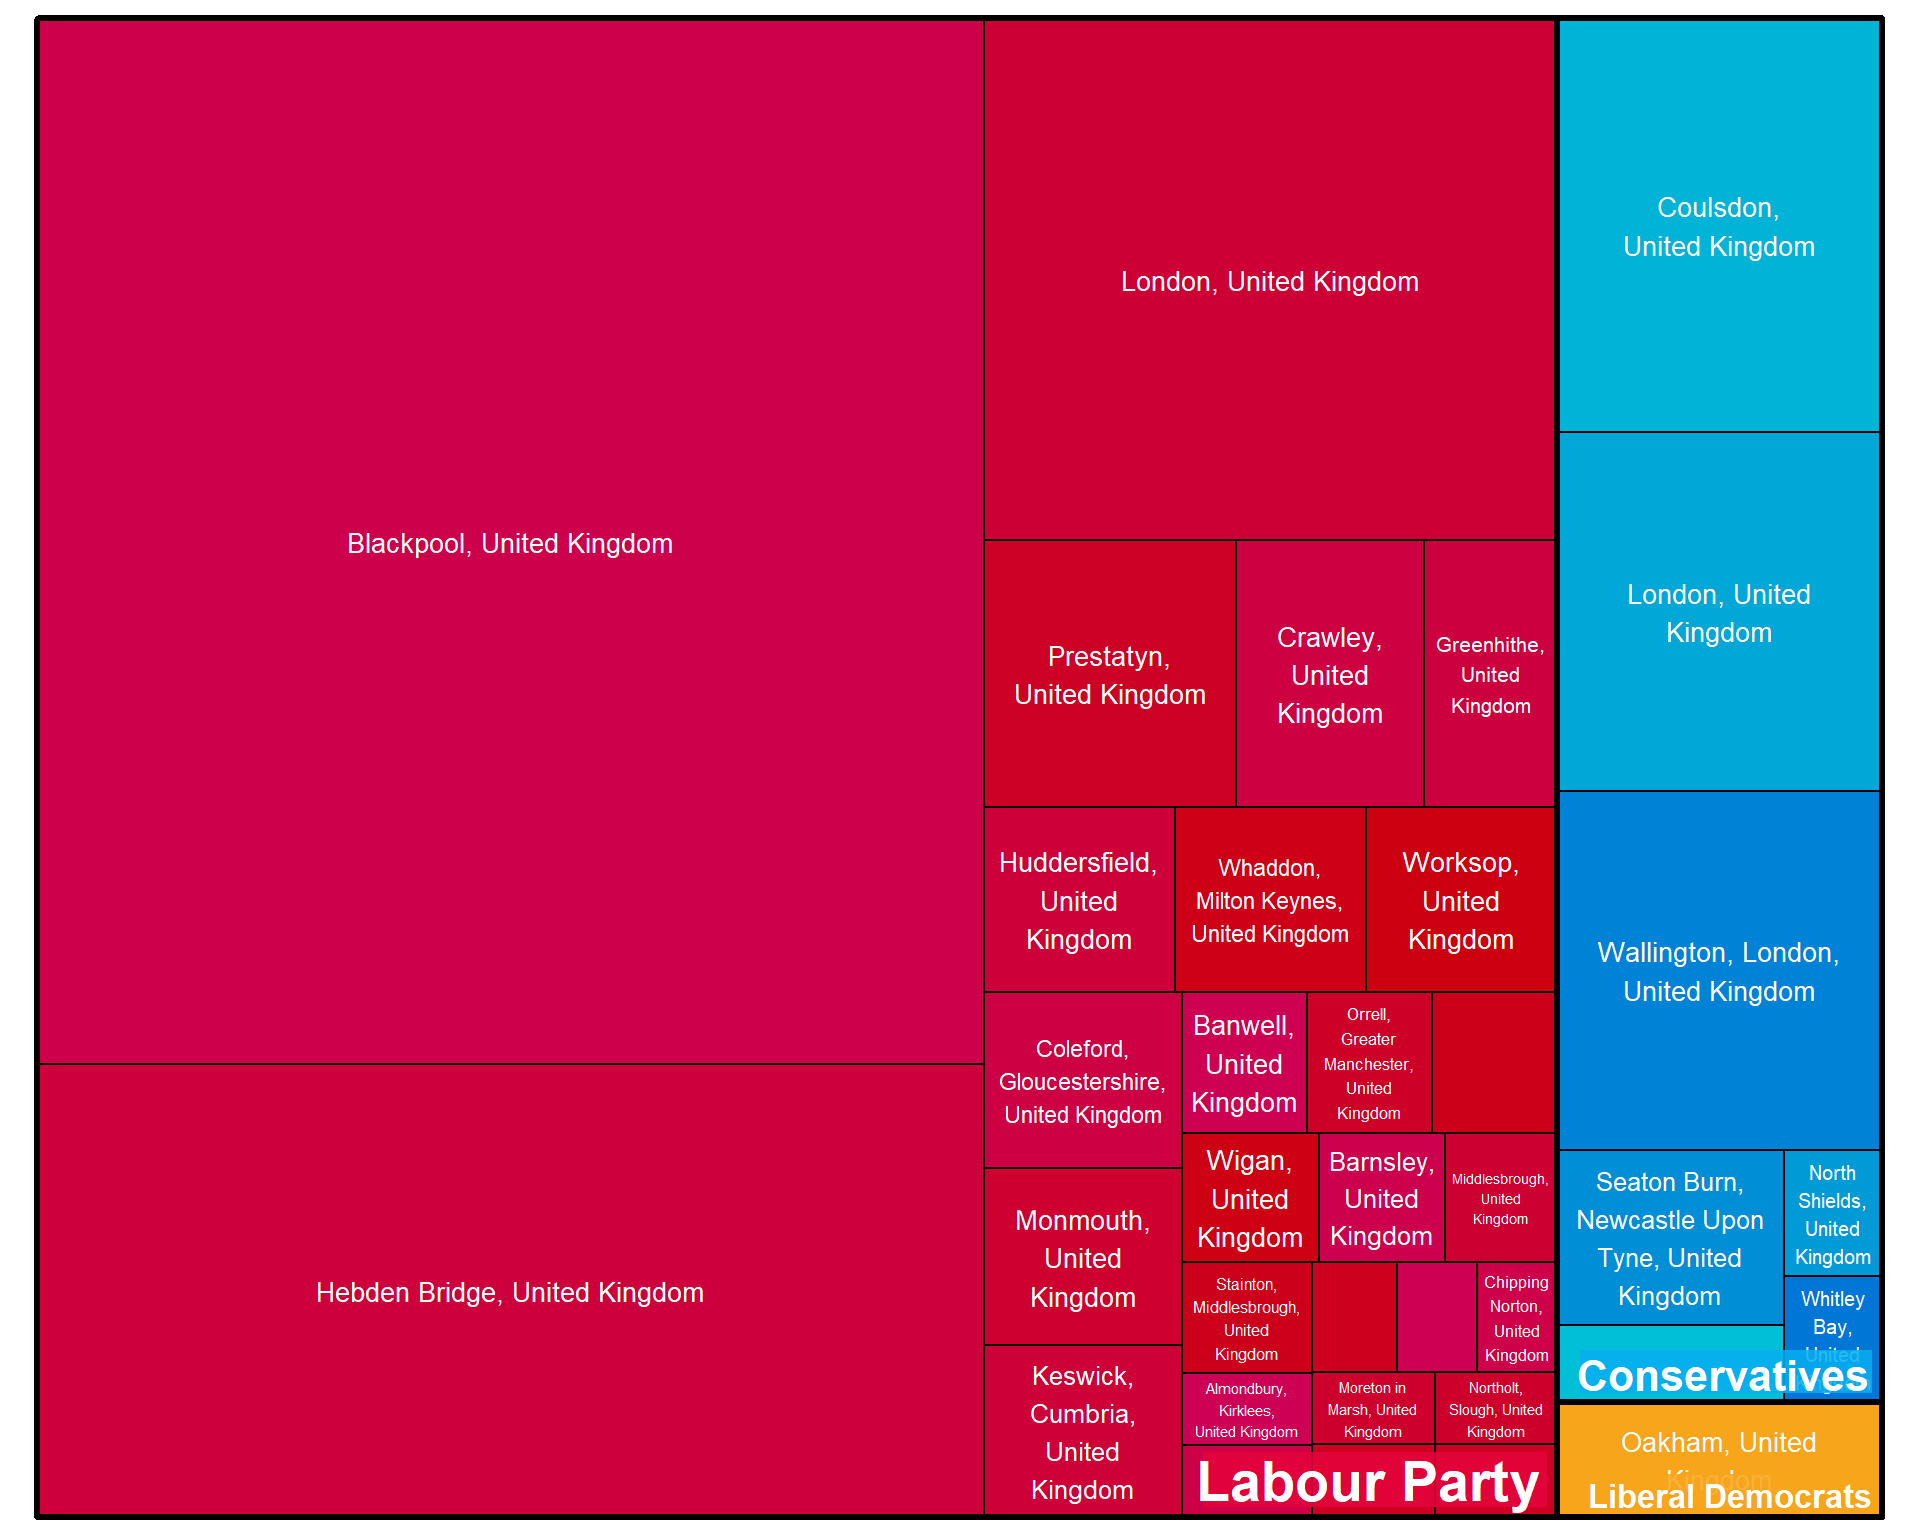 Blackpool, United Kingdom
Hebden Bridge, United Kingdom
London, United Kingdom
Prestatyn,
United Kingdom
Crawley,
United
Kingdom
Greenhithe,
United
Kingdom
Huddersfield,
United
Kingdom
Whaddon,
Milton Keynes,
United Kingdom
Worksop,
United
Kingdom
Coleford,
Gloucestershire,
United Kingdom
Banwell,
United
Kingdom
Orrell,
Greater
Manchester,
United
Kingdom
Monmouth,
United
Kingdom
Wigan,
United
Kingdom
Barnsley,
United
Kingdom
Middlesbrough,
United
Kingdom
Stainton,
Middlesbrough,
United
Kingdom
Chipping
Norton,
United
Kingdom
Keswick,
Cumbria,
United
Kingdom
Almondbury,
Kirklees,
United Kingdom
Moreton in
Marsh, United
Kingdom
Northolt,
Slough, United
Kingdom
Labour Party
Coulsdon,
United Kingdom
London, United
Kingdom
Wallington, London,
United Kingdom
Seaton Burn,
Newcastle Upon
Tyne, United
Kingdom
North
Shields,
United
Kingdom
Whitley
Bay,
United
Conservatives
Oakham, United
Kingdom
Liberal Democrats